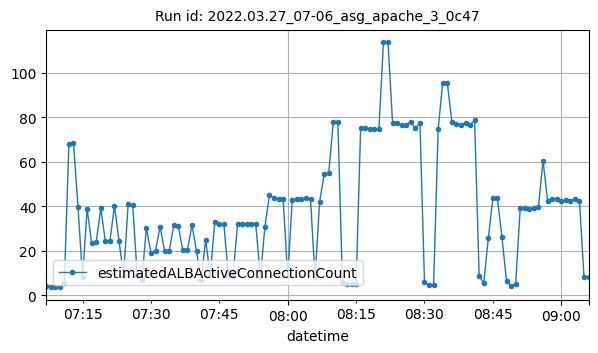 Run id: 2022.03.27_07-06_asg_apache_3_0c47
100
80
60
40
20
0
estimatedALBActiveConnectionCount
07:15 07:30 07:45 08:00 08:15 08:30 08:45 09:00
datetime